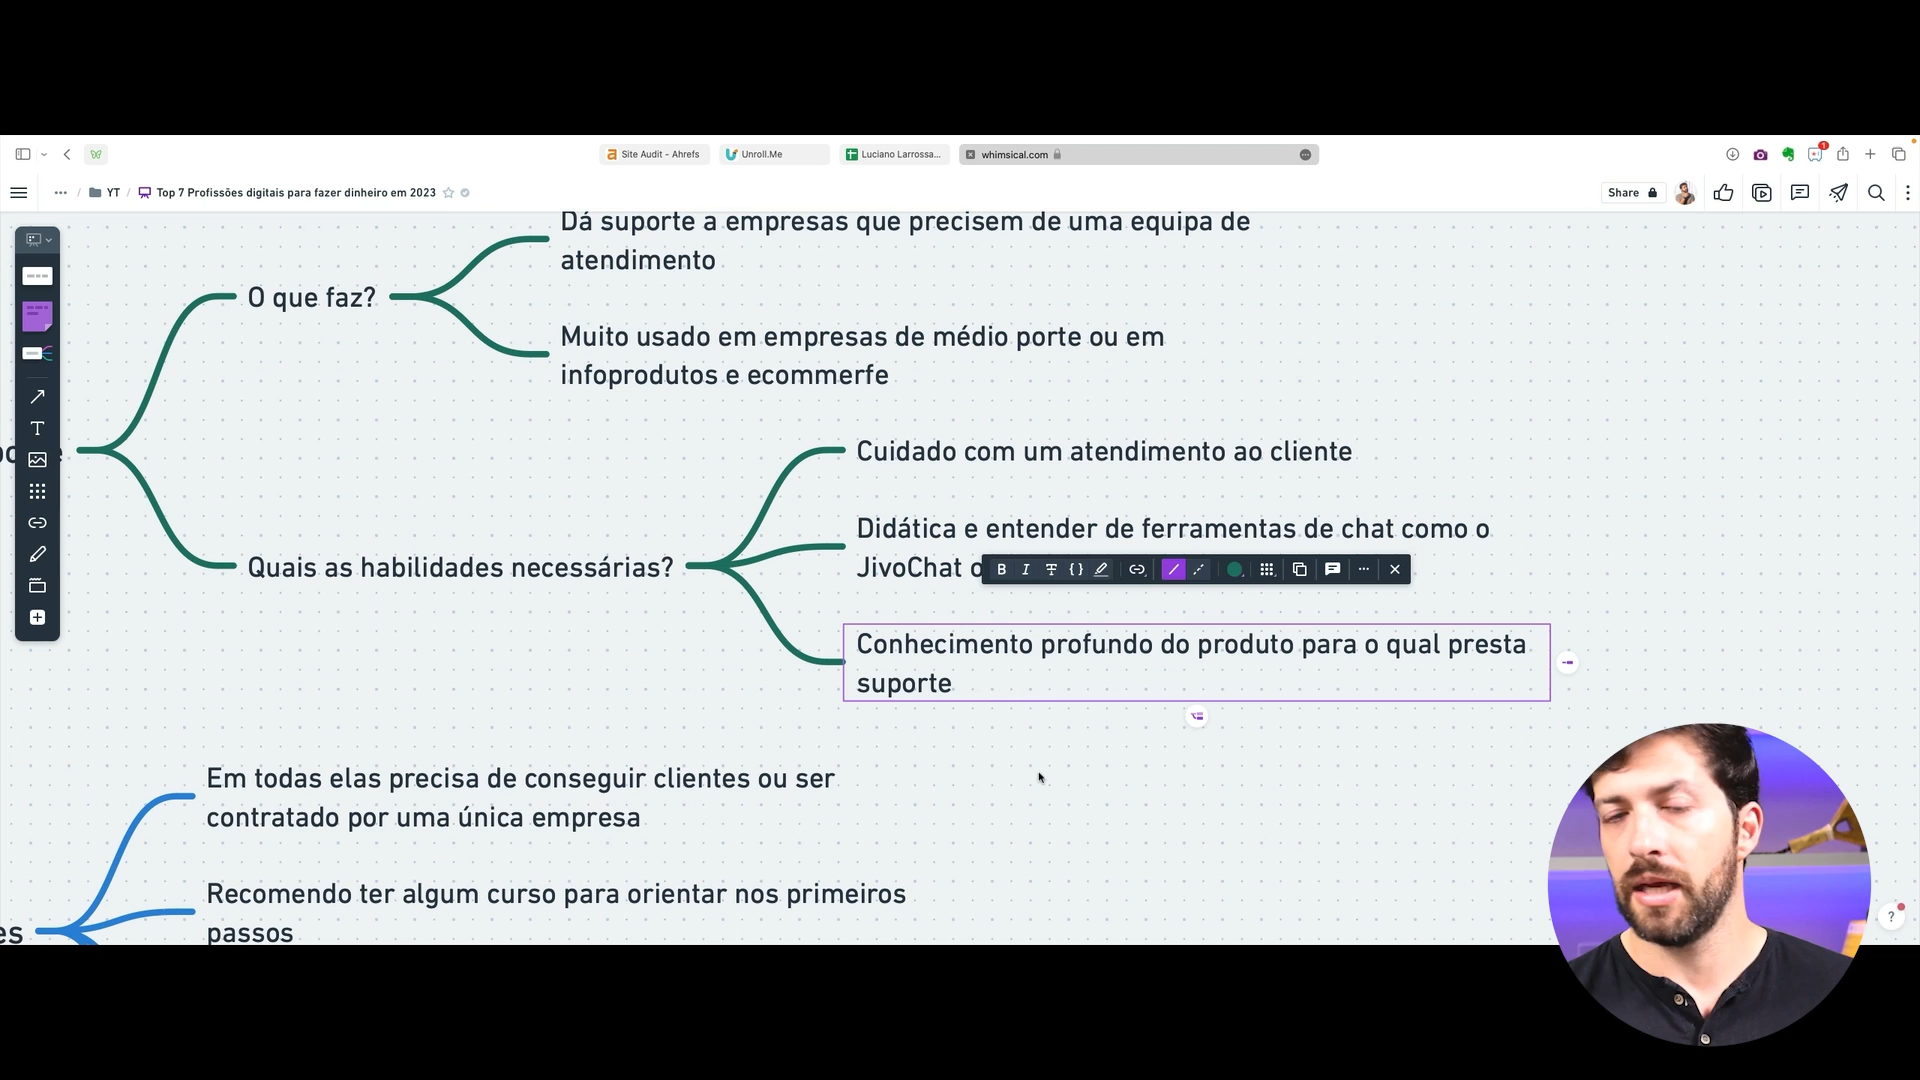 Site Audit - Ahrefs
Unroll.Me
Luciano Larrossa...
whimsical.com
1
... / YT / Top 7 Profissões digitais para fazer dinheiro em 2023
Share
Dá suporte a empresas que precisem de uma equipa de
atendimento
O que faz?
Muito usado em empresas de médio porte ou em
infoprodutos e ecommerfe
Cuidado com um atendimento ao cliente
Didática e entender de ferramentas de chat como o
JivoChat o
Quais as habilidades necessárias?
B I T { }
Conhecimento profundo do produto para o qual presta
suporte
Em todas elas precisa de conseguir clientes ou ser
contratado por uma única empresa
Recomendo ter algum curso para orientar nos primeiros
passos
es
T
?